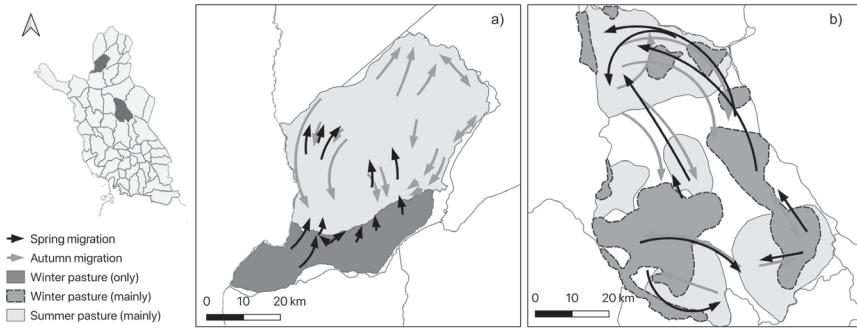 Spring migration
Autumn migration
Winter pasture (only)
Winter pasture (mainly)
Summer pasture (mainly)
a)
0 10 20 km
b)
0 10 20 km